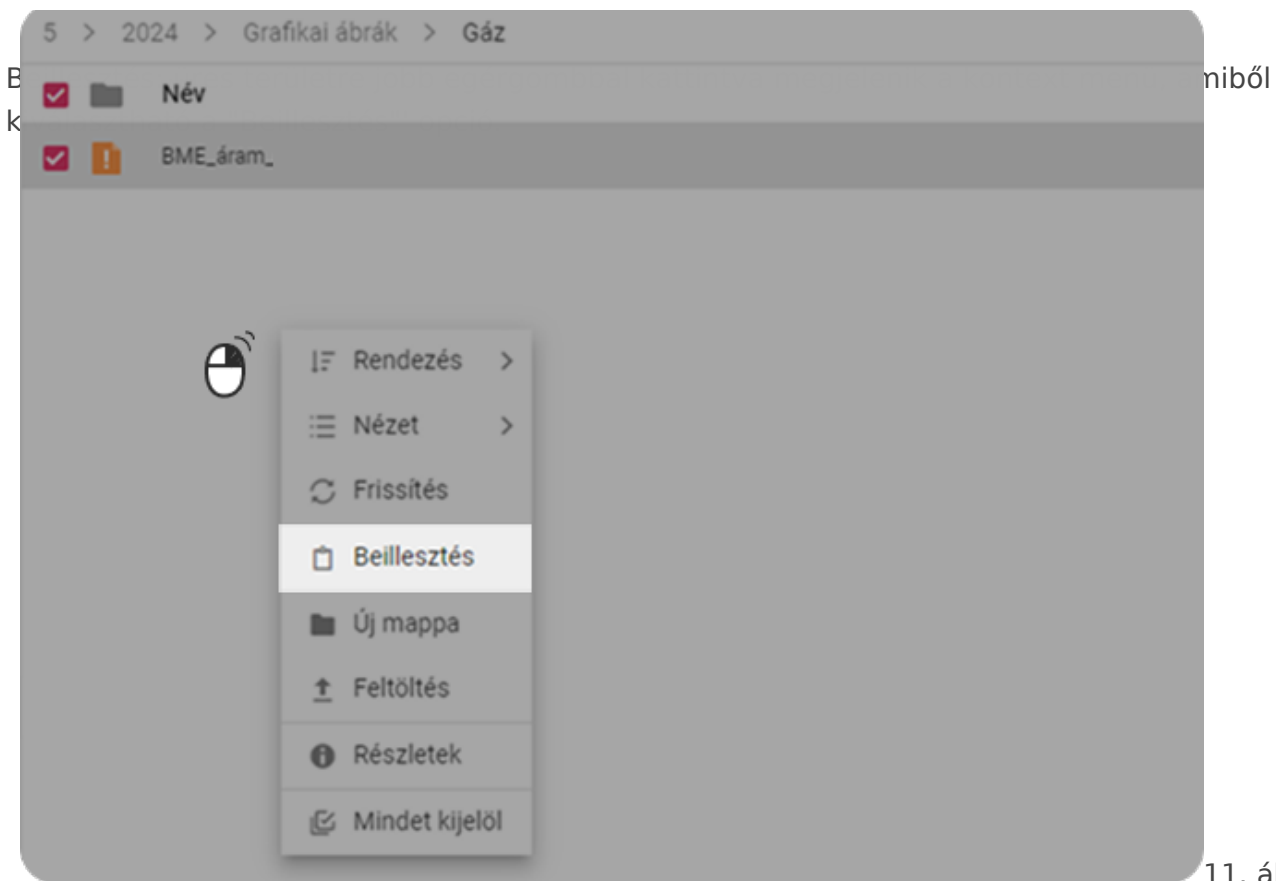 5 > 2024 > Grafikai ábrák > Gáz
miből
Név
BME_áram_
Rendezés >
Nézet >
Frissítés
Beillesztés
Új mappa
Feltöltés
Részletek
Mindet kijelöl
11.